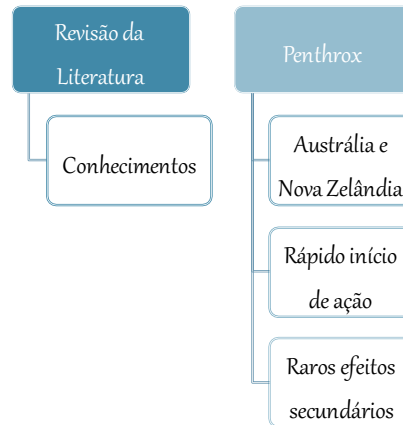 Revisão da
Literatura
Conhecimentos
Penthrox
Austrália e
Nova Zelândia
Rápido início
de ação
Raros efeitos
secundários